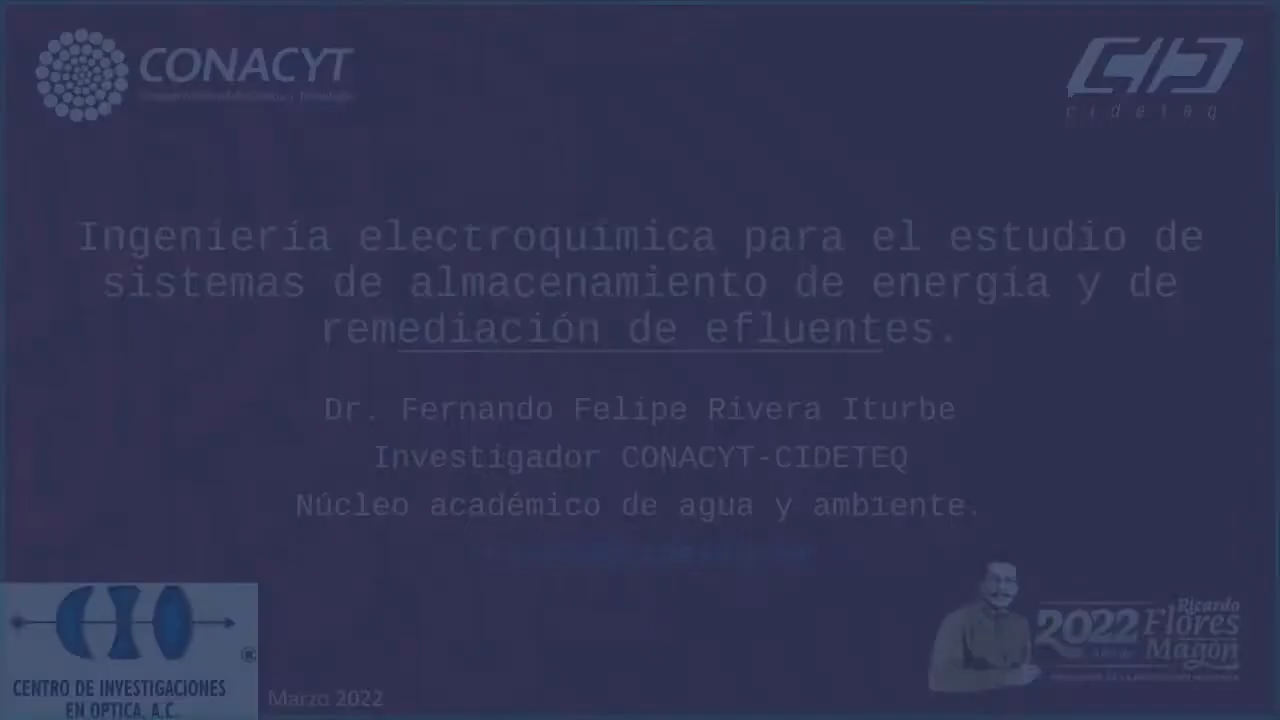 CONACYT
cideteq
Ingeniería electroquímica para el estudio de
sistemas de almacenamiento de energía y de
remediación de efluentes.
Dr. Fernando Felipe Rivera Iturbe
Investigador CONACYT-CIDETEQ
Núcleo académico de agua y ambiente.
CIO
®
CENTRO DE INVESTIGACIONES
EN OPTICA, A.C.
Marzo 2022
2022 Ricardo
Flores
Magón